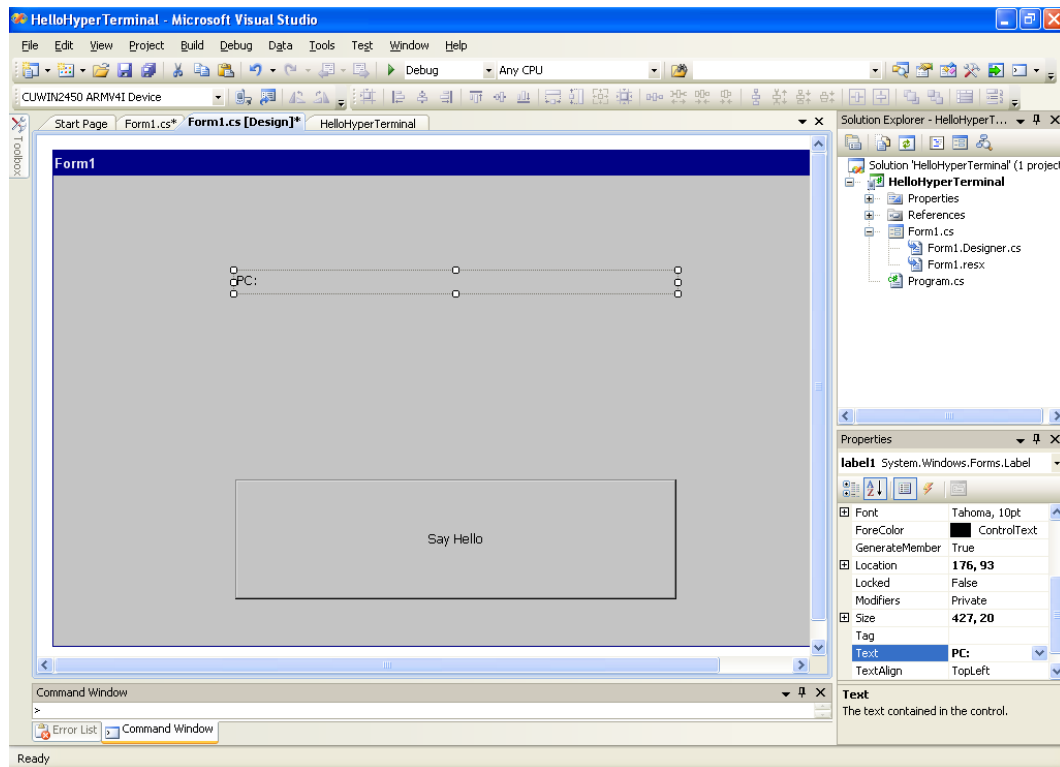 HelloHyperTerminal - Microsoft Visual Studio
File Edit View Project Build Debug Data Tools Test Window Help
Debug Any CPU
CUWIN2450 ARMV4I Device
Toolbox
Start Page Form1.cs* Form1.cs [Design]* HelloHyperTerminal
Form1
PC:
Say Hello
Solution Explorer - HelloHyperT...
Solution 'HelloHyperTerminal' (1 project
HelloHyperTerminal
Properties
References
Form1.cs
Form1.Designer.cs
Form1.resx
Program.cs
Properties
label1 System.Windows.Forms.Label
Font Tahoma, 10pt
ForeColor ControlText
GenerateMember True
Location 176, 93
Locked False
Modifiers Private
Size 427, 20
Tag
Text PC:
TextAlign TopLeft
Text
The text contained in the control.
Command Window
>
Error List Command Window
Ready